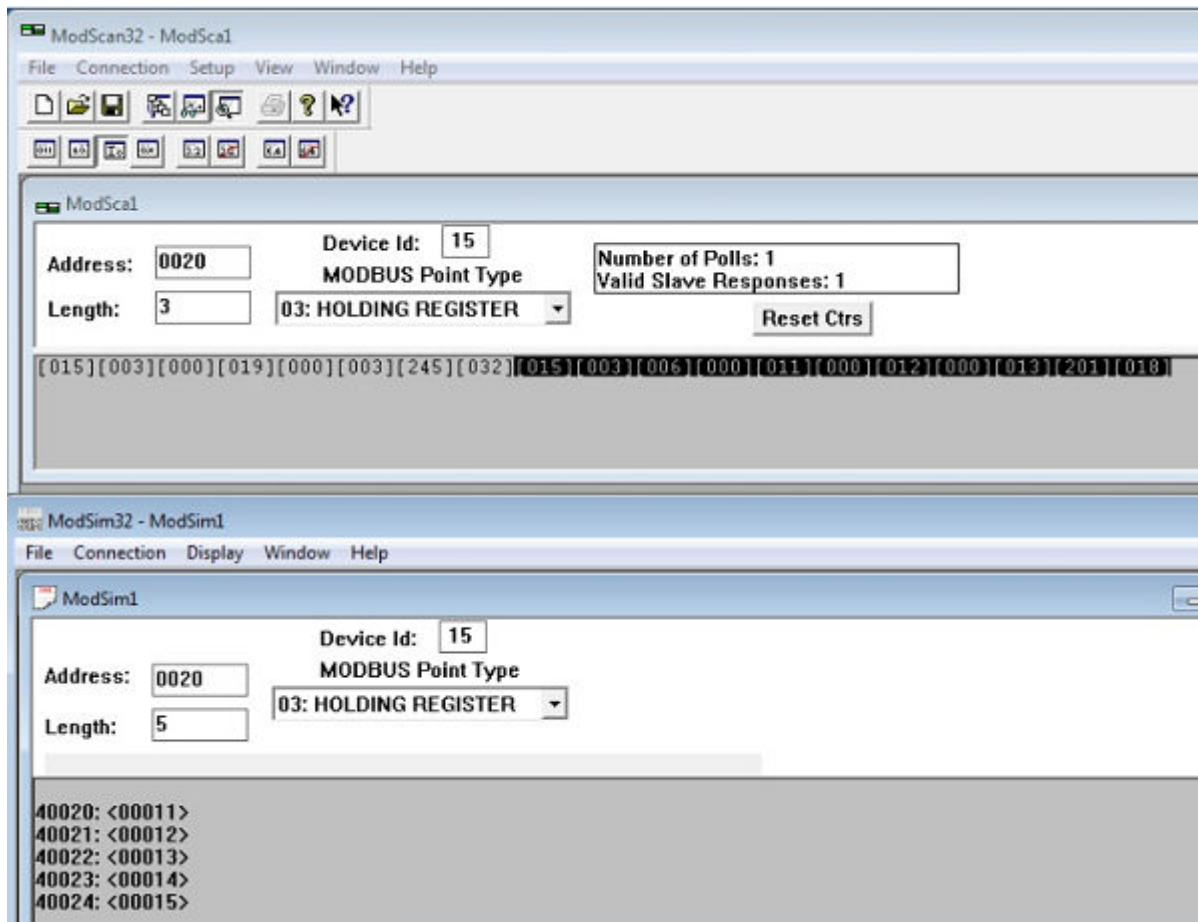 ModScan32 - ModSca1
File Connection Setup View Window Help
ModSca1
Address: 0020
Device Id: 15
MODBUS Point Type
Length: 3
03: HOLDING REGISTER
Number of Polls: 1
Valid Slave Responses: 1
Reset Ctrs
[015][003][000][019][000][003][245][032][015][003][006][000][011][000][012][000][013][201][018]
ModSim32 - ModSim1
File Connection Display Window Help
ModSim1
Device Id: 15
Address: 0020
MODBUS Point Type
03: HOLDING REGISTER
Length: 5
40020: <00011>
40021: <00012>
40022: <00013>
40023: <00014>
40024: <00015>